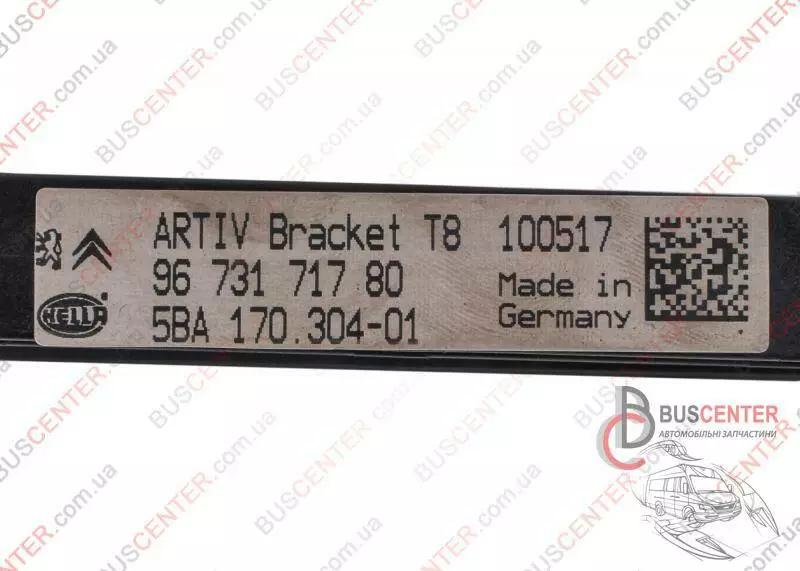 ARTIV Bracket T8 100517
96 731 717 80
Made in
Germany
5BA 170.304-01
HELLA
BUSCENTER
АВТОМОБІЛЬНІ ЗАПЧАСТИНИ
BUSCENTER.com.ua